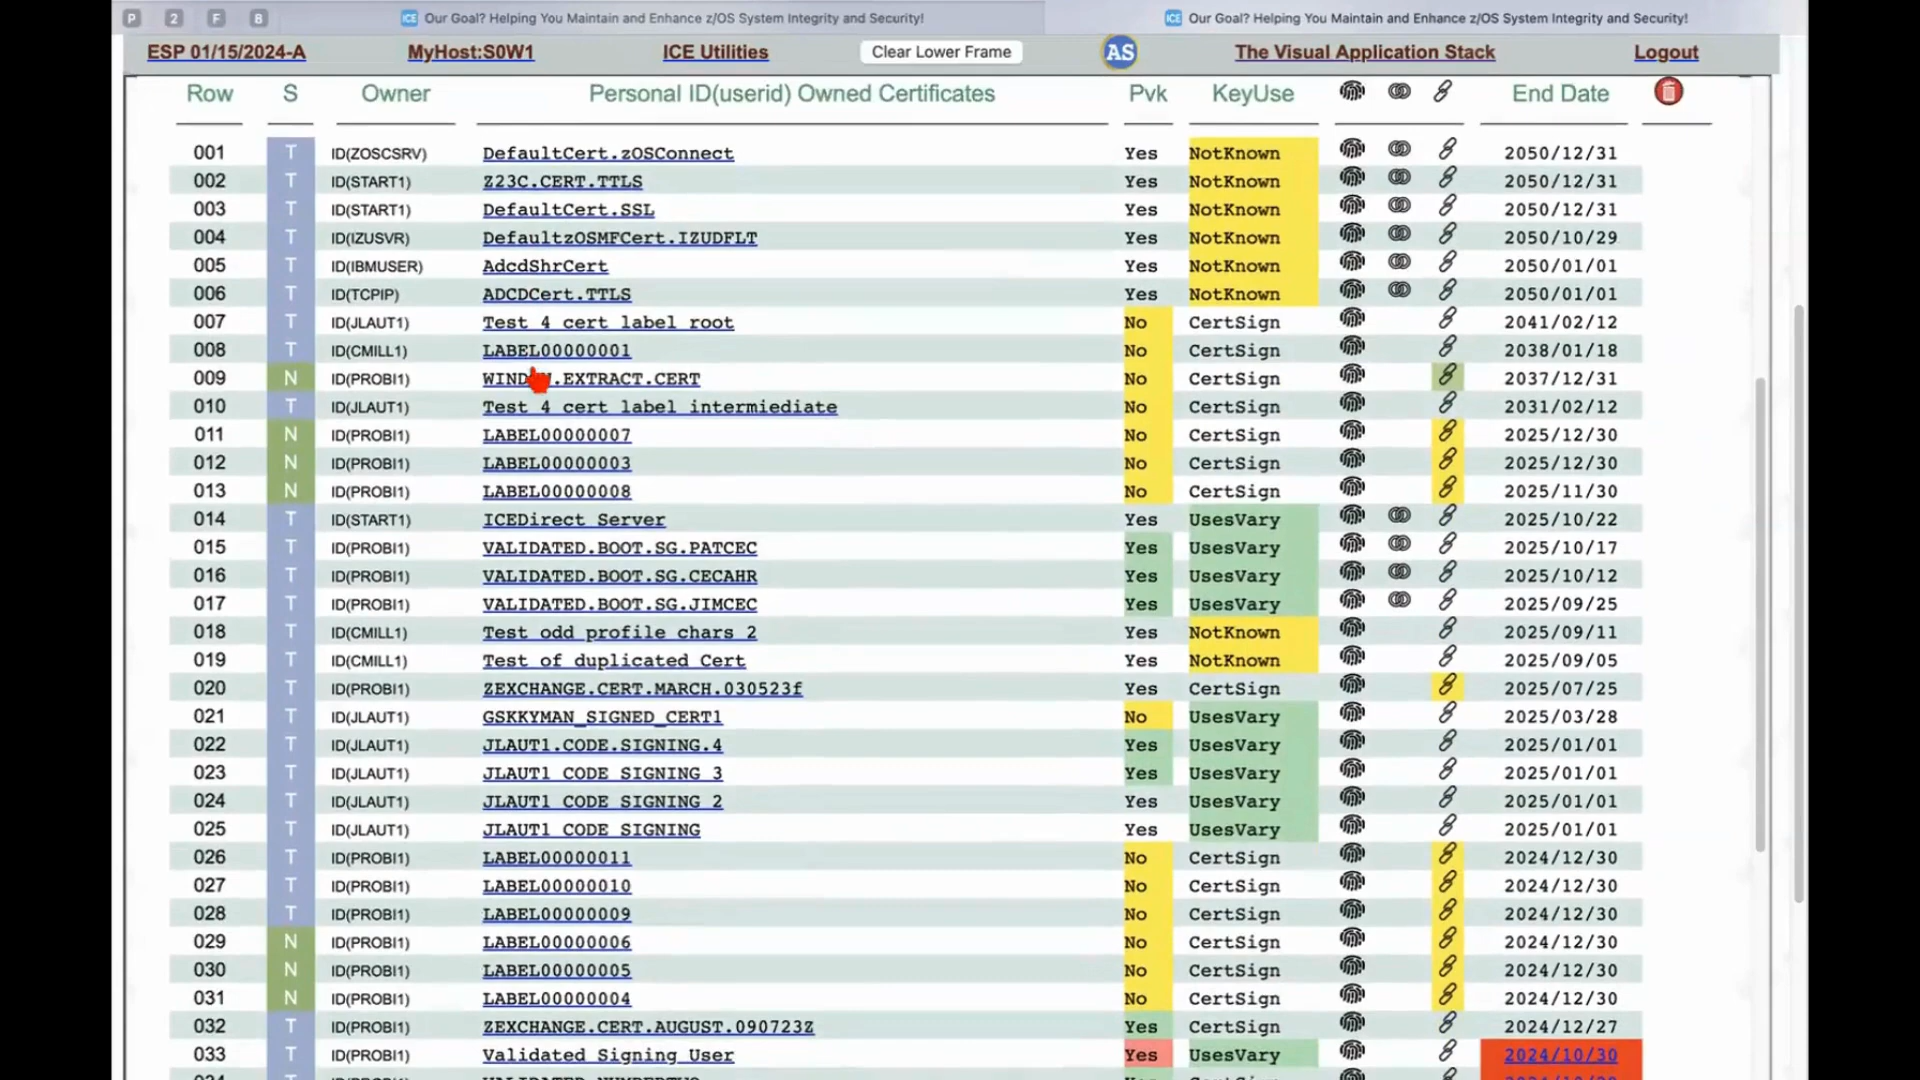 P 2 F B ICE Our Goal? Helping You Maintain and Enhance z/OS System Integrity and Security! ICE Our Goal? Helping You Maintain and Enhance z/OS System Integrity and Security!
ESP 01/15/2024-A MyHost:S0W1 ICE Utilities Clear Lower Frame AS The Visual Application Stack Logout
Row S Owner Personal ID(userid) Owned Certificates Pvk KeyUse End Date
001 T ID(ZOSCSRV) DefaultCert.zOSConnect Yes NotKnown 2050/12/31
002 T ID(START1) Z23C.CERT.TTLS Yes NotKnown 2050/12/31
003 T ID(START1) DefaultCert.SSL Yes NotKnown 2050/12/31
004 T ID(IZUSVR) DefaultzOSMFCert.IZUDFLT Yes NotKnown 2050/10/29
005 T ID(IBMUSER) AdcdShrCert Yes NotKnown 2050/01/01
006 T ID(TCPIP) ADCDCert.TTLS Yes NotKnown 2050/01/01
007 T ID(JLAUT1) Test 4 cert label root No CertSign 2041/02/12
008 T ID(CMILL1) LABEL00000001 No CertSign 2038/01/18
009 N ID(PROBI1) .EXTRACT.CERT No CertSign 2037/12/31
010 T ID(JLAUT1) Test 4 cert label intermiediate No CertSign 2031/02/12
011 N ID(PROBI1) LABEL00000007 No CertSign 2025/12/30
012 N ID(PROBI1) LABEL00000003 No CertSign 2025/12/30
013 N ID(PROBI1) LABEL00000008 No CertSign 2025/11/30
014 T ID(START1) ICEDirect Server Yes UsesVary 2025/10/22
015 T ID(PROBI1) VALIDATED.BOOT.SG.PATCEC Yes UsesVary 2025/10/17
016 T ID(PROBI1) VALIDATED.BOOT.SG.CECAHR Yes UsesVary 2025/10/12
017 T ID(PROBI1) VALIDATED.BOOT.SG.JIMCEC Yes UsesVary 2025/09/25
018 T ID(CMILL1) Test odd profile chars 2 Yes NotKnown 2025/09/11
019 T ID(CMILL1) Test of duplicated Cert Yes NotKnown 2025/09/05
020 T ID(PROBI1) ZEXCHANGE.CERT.MARCH.030523f Yes CertSign 2025/07/25
021 T ID(JLAUT1) GSKKYMAN_SIGNED_CERT1 No UsesVary 2025/03/28
022 T ID(JLAUT1) JLAUT1.CODE.SIGNING.4 Yes UsesVary 2025/01/01
023 T ID(JLAUT1) JLAUT1 CODE SIGNING 3 Yes UsesVary 2025/01/01
024 T ID(JLAUT1) JLAUT1 CODE SIGNING 2 Yes UsesVary 2025/01/01
025 T ID(JLAUT1) JLAUT1 CODE SIGNING Yes UsesVary 2025/01/01
026 T ID(PROBI1) LABEL00000011 No CertSign 2024/12/30
027 T ID(PROBI1) LABEL00000010 No CertSign 2024/12/30
028 T ID(PROBI1) LABEL00000009 No CertSign 2024/12/30
029 N ID(PROBI1) LABEL00000006 No CertSign 2024/12/30
030 N ID(PROBI1) LABEL00000005 No CertSign 2024/12/30
031 N ID(PROBI1) LABEL00000004 No CertSign 2024/12/30
032 T ID(PROBI1) ZEXCHANGE.CERT.AUGUST.090723Z Yes CertSign 2024/12/27
033 T ID(PROBI1) Validated Signing User Yes UsesVary 2024/10/30